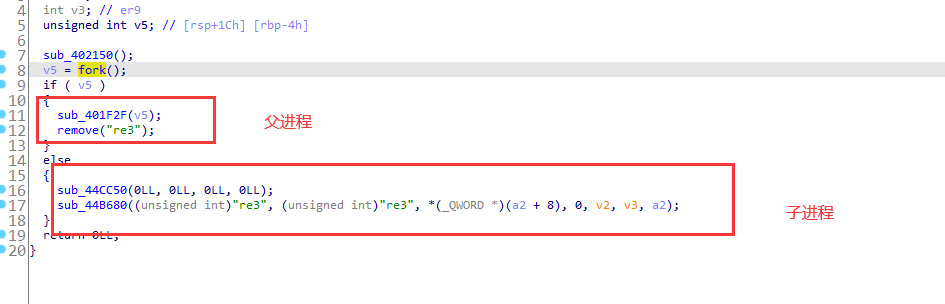 4 int v3; // er9
5 unsigned int v5; // [rsp+1Ch] [rbp-4h]
6
7 sub_402150();
8 v5 = fork();
9 if ( v5 )
10 {
11 sub_401F2F(v5);
12 remove("re3");
13 }
父进程
14 else
15 {
16 sub_44CC50(0LL, 0LL, 0LL, 0LL);
17 sub_44B680((unsigned int)"re3", (unsigned int)"re3", *(_QWORD *)(a2 + 8), 0, v2, v3, a2);
18 }
子进程
19 return 0LL;
20 }